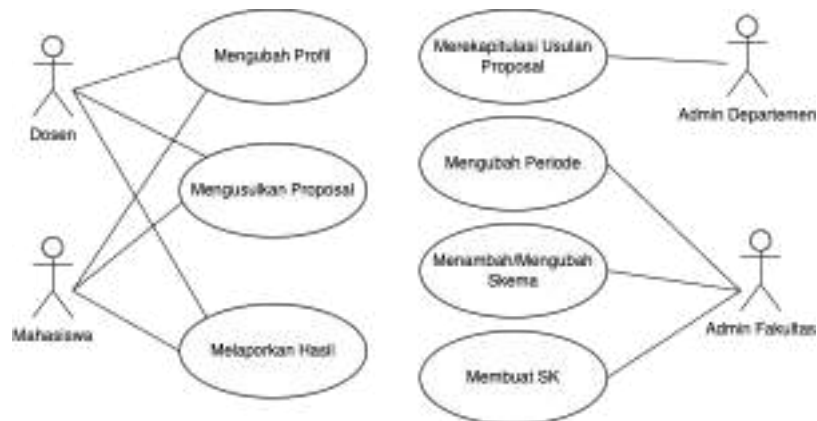 Mengubah Profil
Dosen
Mengusulkan Proposal
Mahasiswa
Melaporkan Hasil
Merekapitulasi Usulan
Proposal
Admin Departemen
Mengubah Periode
Menambah/Mengubah
Skema
Admin Fakultas
Membuat SK